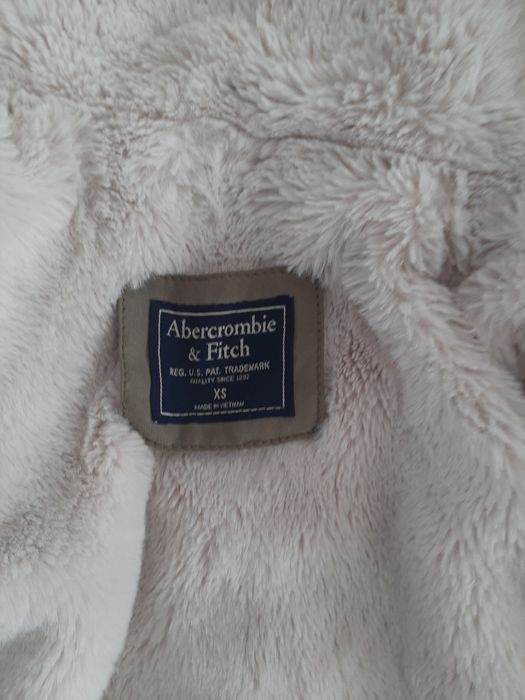 Abercrombie
& Fitch
REG. U.S. PAT. TRADEMARK
QUALITY SINCE 1892
XS
MADE IN VIETNAM